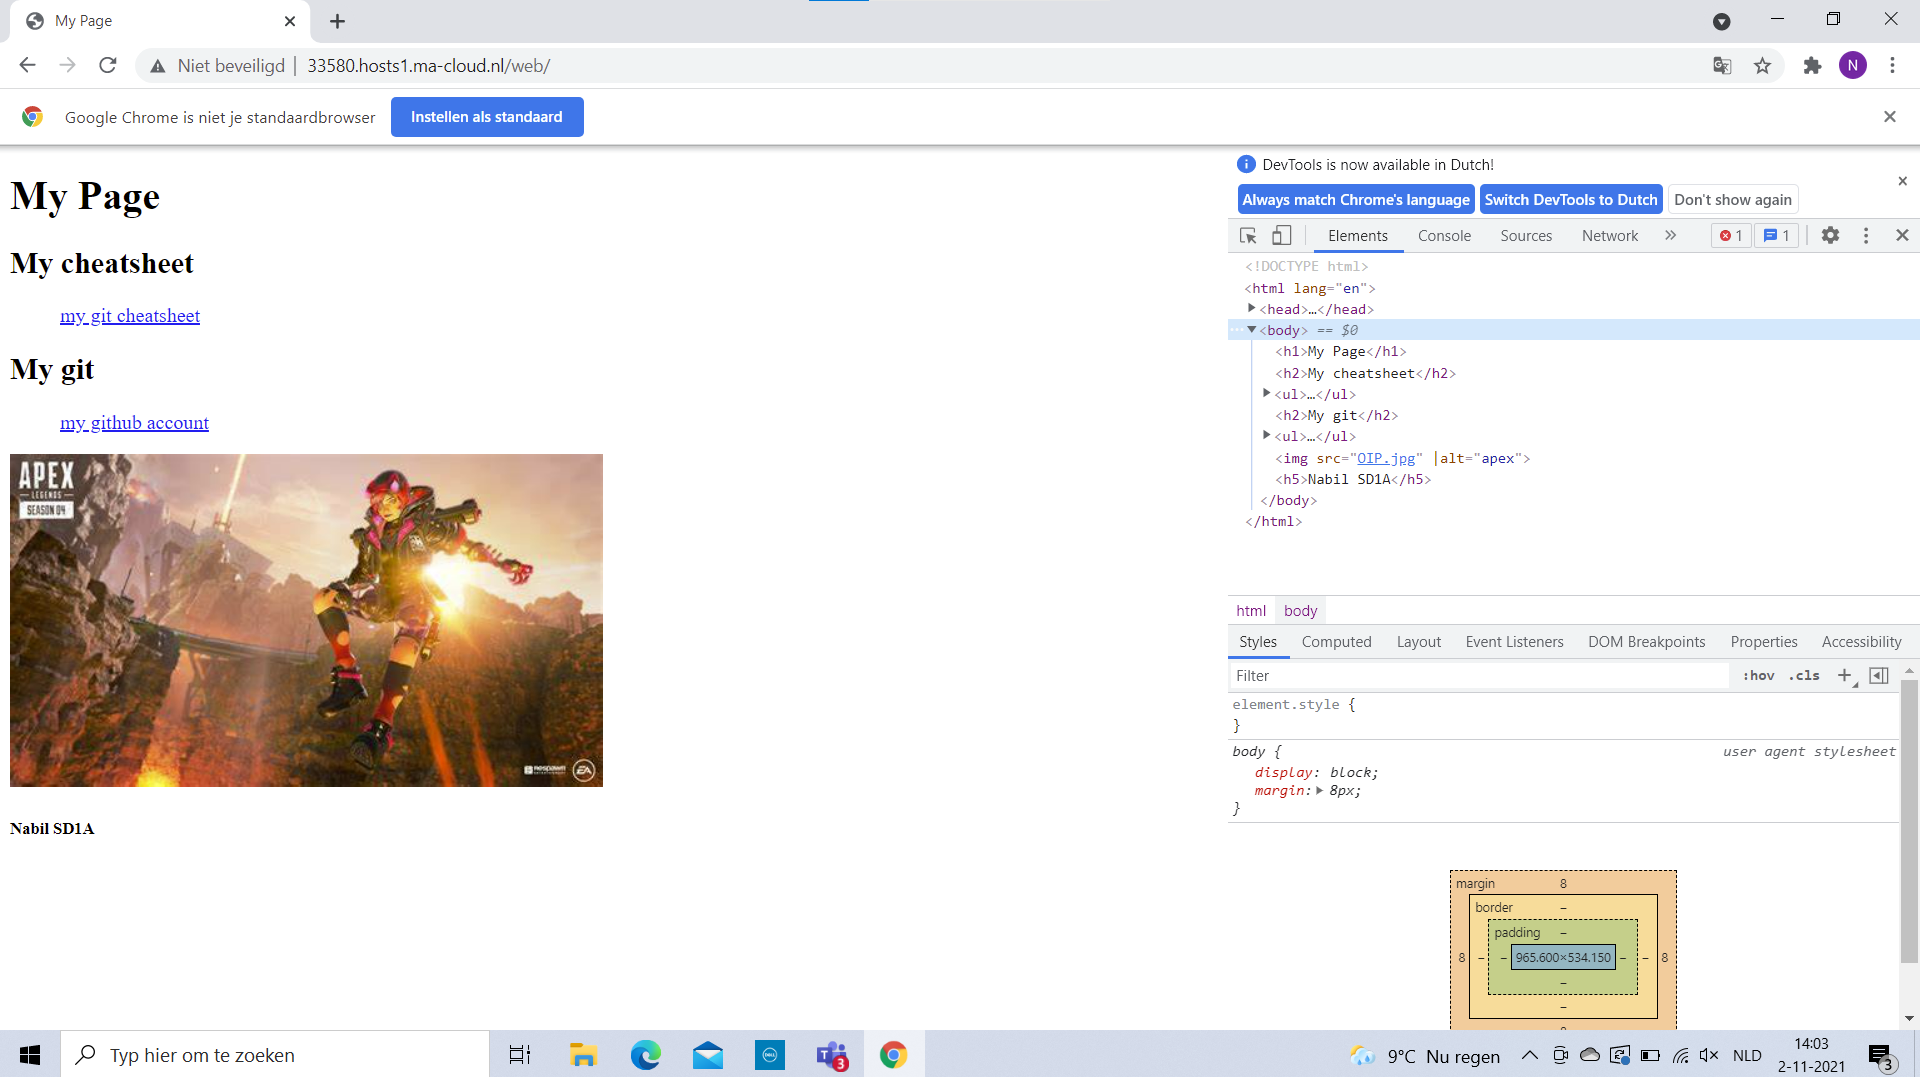 My Page
Niet beveiligd | 33580.hosts1.ma-cloud.nl/web/
N
Google Chrome is niet je standaardbrowser
Instellen als standaard
My Page
My cheatsheet
my git cheatsheet
My git
my github account
APEX
LEGENDS
SEASON 04
Respawn
EA
Nabil SD1A
DevTools is now available in Dutch!
Always match Chrome's language
Switch DevTools to Dutch
Don't show again
Elements Console Sources Network » 1 1
<!DOCTYPE html>
<html lang="en">
<head>…</head>
<body> == $0
<h1>My Page</h1>
<h2>My cheatsheet</h2>
<ul>…</ul>
<h2>My git</h2>
<ul>…</ul>
<img src="OIP.jpg" |alt="apex">
<h5>Nabil SD1A</h5>
</body>
</html>
html body
Styles Computed Layout Event Listeners DOM Breakpoints Properties Accessibility
Filter :hov .cls +
element.style {
}
body { user agent stylesheet
display: block;
margin: 8px;
}
margin 8
border –
padding –
8 – – 965.600×534.150 – – 8
–
–
Typ hier om te zoeken
3
9°C Nu regen
NLD
14:03
2-11-2021
3